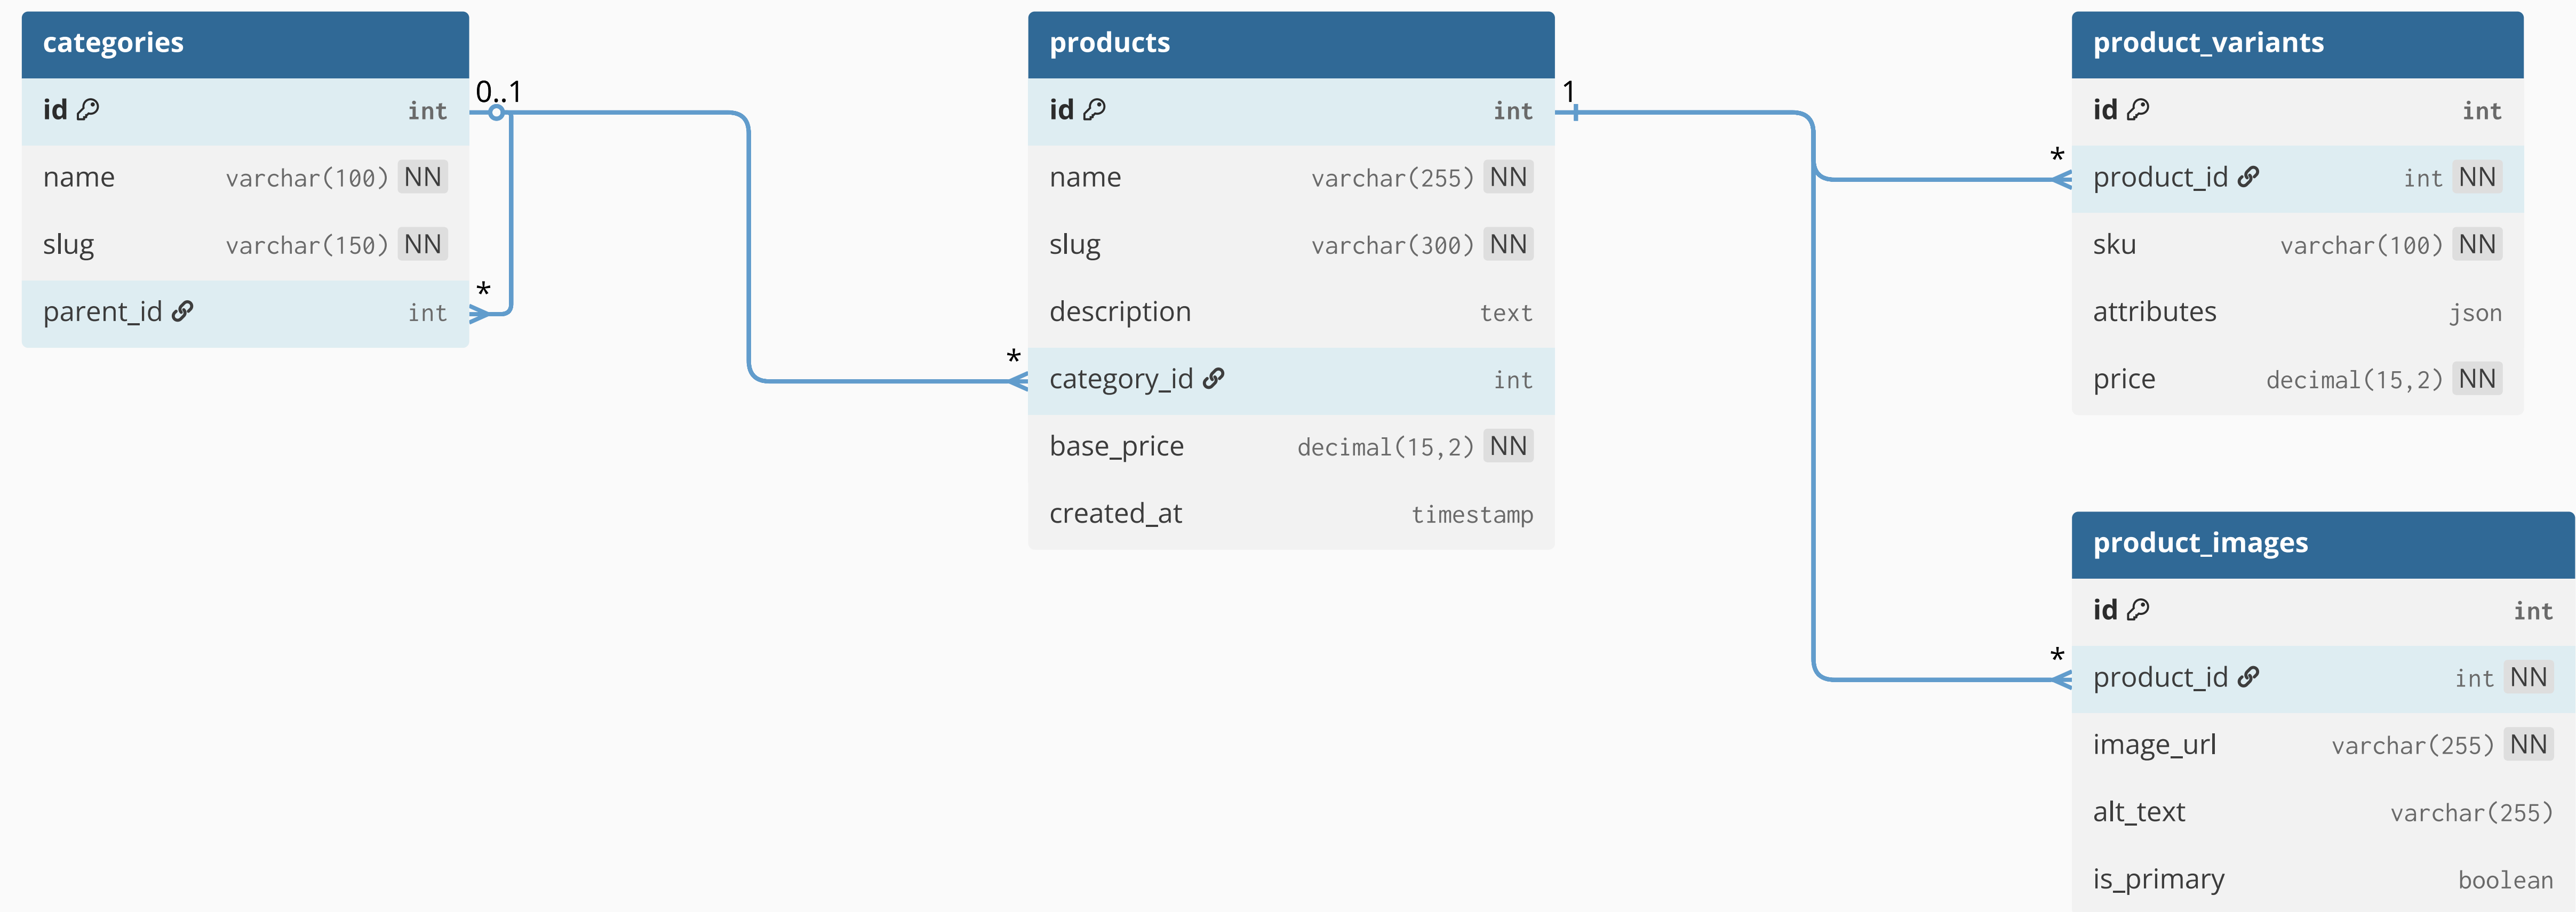 categories
0..1
id int
name varchar(100) NN
slug varchar(150) NN
*
parent_id int
products
1
id int
name varchar(255) NN
slug varchar(300) NN
description text
*
category_id int
base_price decimal(15,2) NN
created_at timestamp
product_variants
id int
*
product_id int NN
sku varchar(100) NN
attributes json
price decimal(15,2) NN
product_images
id int
*
product_id int NN
image_url varchar(255) NN
alt_text varchar(255)
is_primary boolean